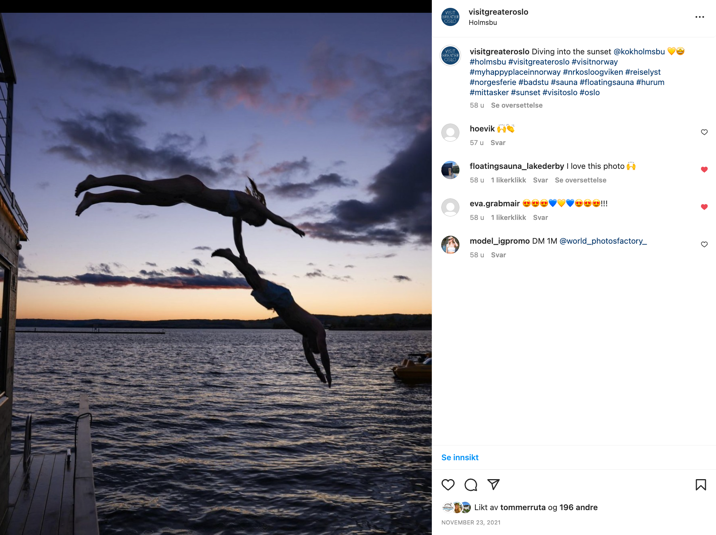 visitgreateroslo
Holmsbu
visitgreateroslo Diving into the sunset @kokholmsbu 💛🤩
#holmsbu #visitgreateroslo #visitnorway
#myhappyplaceinnorway #nrkosloogviken #reiselyst
#norgesferie #badstu #sauna #floatingsauna #hurum
#mittasker #sunset #visitoslo #oslo
58 u Se oversettelse
hoevik 🙌👏
57 u Svar
floatingsauna_lakederby I love this photo 🙌
58 u 1 likerklikk Svar Se oversettelse
eva.grabmair 😍😍😍💙💛💙😍😍😍!!!
58 u 1 likerklikk Svar
model_igpromo DM 1M @world_photosfactory_
58 u Svar
Se innsikt
Likt av tommerruta og 196 andre
NOVEMBER 23, 2021